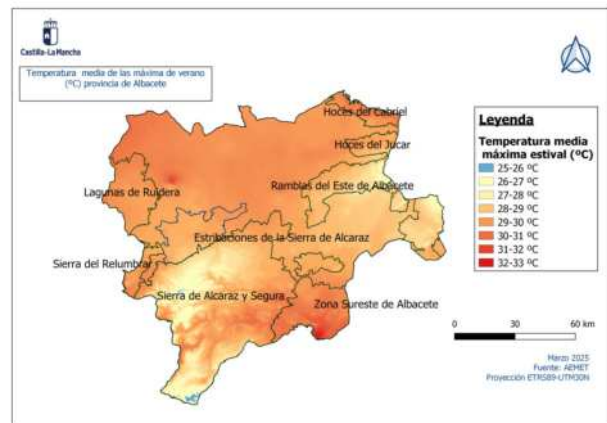 Castilla-La Mancha
Temperatura media de las máxima de verano
(ºC) provincia de Albacete
Hoces del Cabriel
Hoces del Jucar
Lagunas de Ruidera
Ramblas del Este de Albacete
Estribaciones de la Sierra de Alcaraz
Sierra del Relumbrar
Sierra de Alcaraz y Segura
Zona Sureste de Albacete
Leyenda
Temperatura media
máxima estival (ºC)
25-26 ºC
26-27 ºC
27-28 ºC
28-29 ºC
29-30 ºC
30-31 ºC
31-32 ºC
32-33 ºC
0 30 60 km
Marzo 2025
Fuente: AEMET
Proyección ETRS89-UTM30N